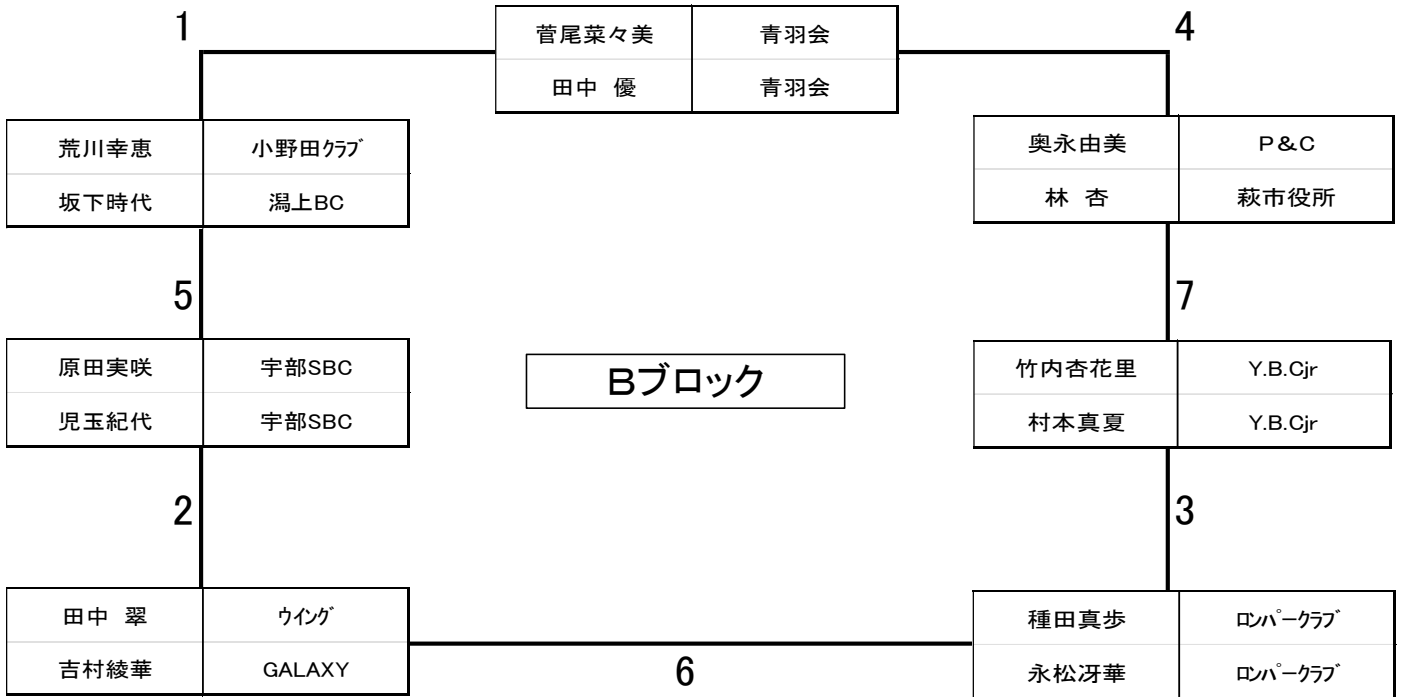 1
菅尾菜々美 青羽会
4
田中 優 青羽会
荒川幸恵 小野田ｸﾗﾌﾞ
坂下時代 潟上BC
奥永由美 P&C
林 杏 萩市役所
5
7
原田実咲 宇部SBC
児玉紀代 宇部SBC
Bブロック
竹内杏花里 Y.B.Cjr
村本真夏 Y.B.Cjr
2
3
田中 翠 ｳｲﾝｸﾞ
吉村綾華 GALAXY
6
種田真歩 ﾛﾝﾊﾟｰｸﾗﾌﾞ
永松冴華 ﾛﾝﾊﾟｰｸﾗﾌﾞ